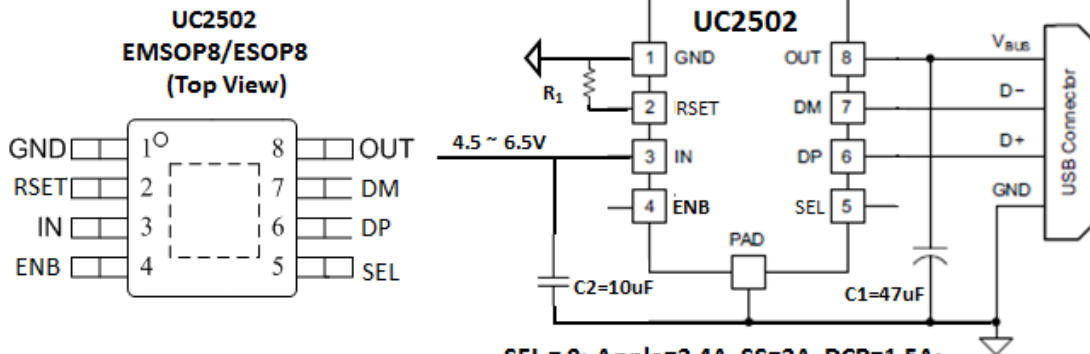 UC2502
EMSOP8/ESOP8
(Top View)
GND 1 8 OUT
RSET 2 7 DM
IN 3 6 DP
ENB 4 5 SEL
UC2502
1 GND OUT 8 VBUS
R1
2 RSET DM 7 D−
4.5 ~ 6.5V
3 IN DP 6 D+
4 ENB SEL 5 GND
USB Connector
PAD
C2=10uF
C1=47uF
SEL = 0: Apple=2.4A, SS=2A, DCP=1.5A;